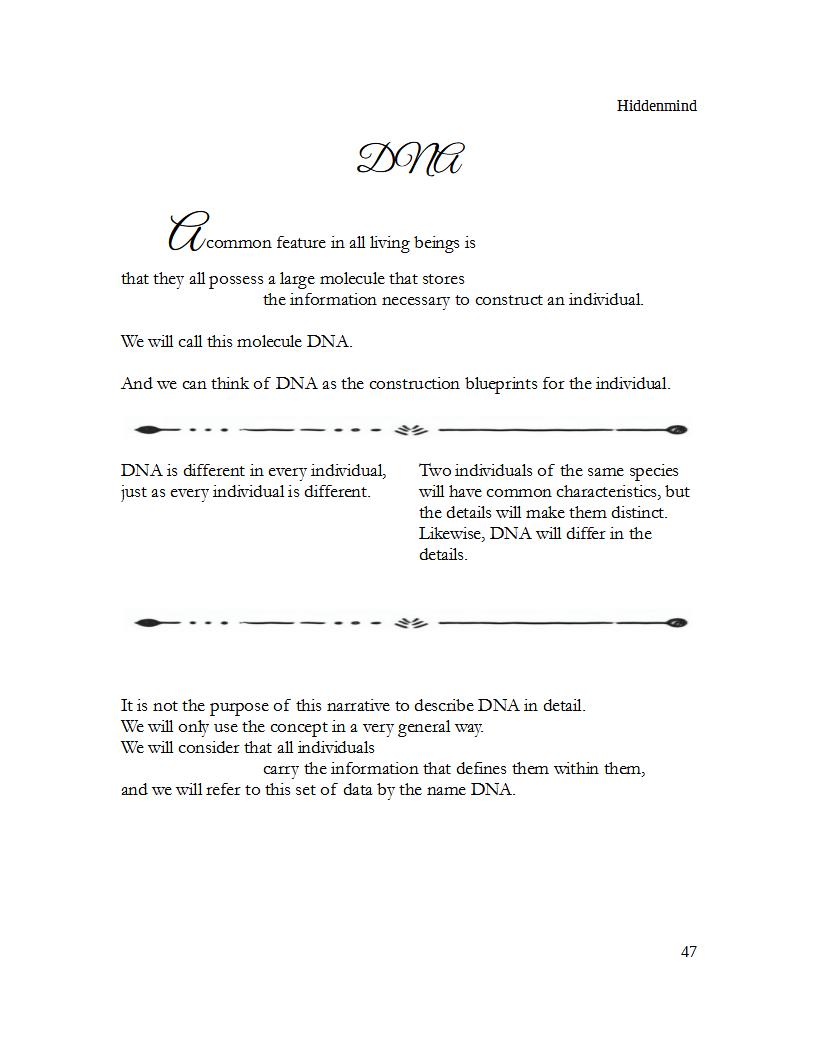 Hiddenmind
DNA
A common feature in all living beings is
that they all possess a large molecule that stores
the information necessary to construct an individual.
We will call this molecule DNA.
And we can think of DNA as the construction blueprints for the individual.
DNA is different in every individual,
just as every individual is different.
Two individuals of the same species
will have common characteristics, but
the details will make them distinct.
Likewise, DNA will differ in the
details.
It is not the purpose of this narrative to describe DNA in detail.
We will only use the concept in a very general way.
We will consider that all individuals
carry the information that defines them within them,
and we will refer to this set of data by the name DNA.
47